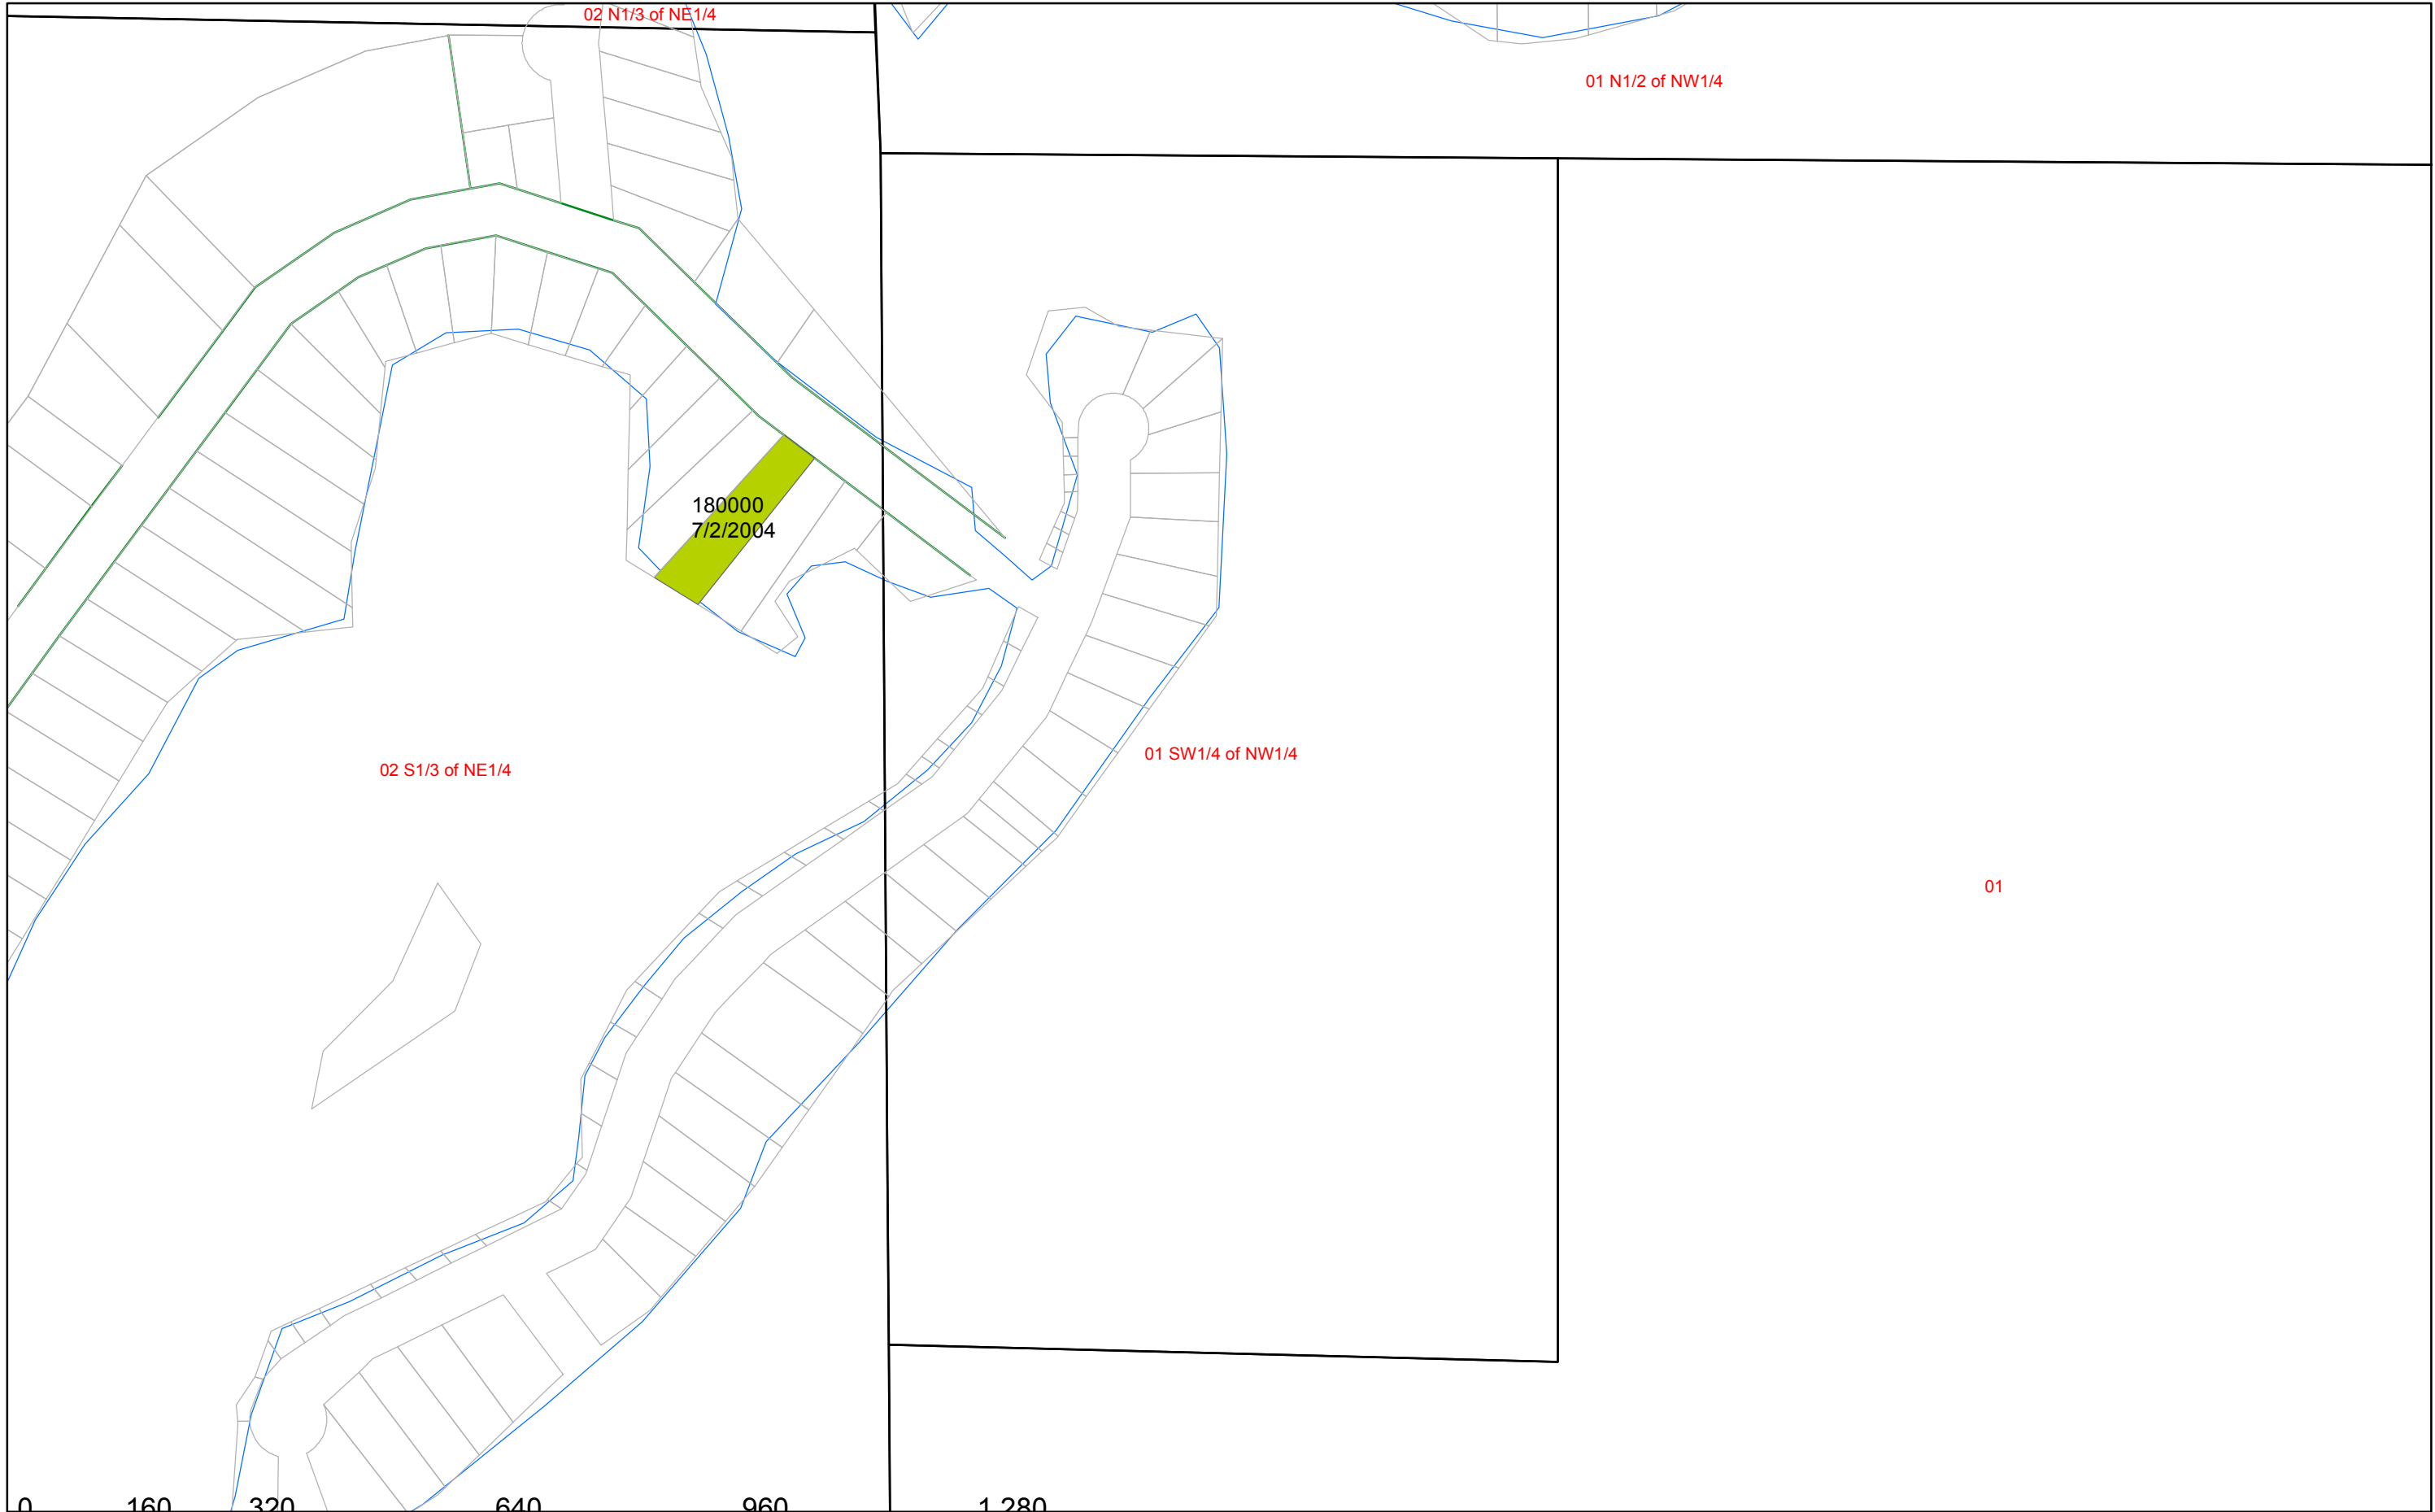 02 N1/3 of NE1/4
01 N1/2 of NW1/4
180000
7/2/2004
01 SW1/4 of NW1/4
02 S1/3 of NE1/4
01
0 160 320 640 960 1,280